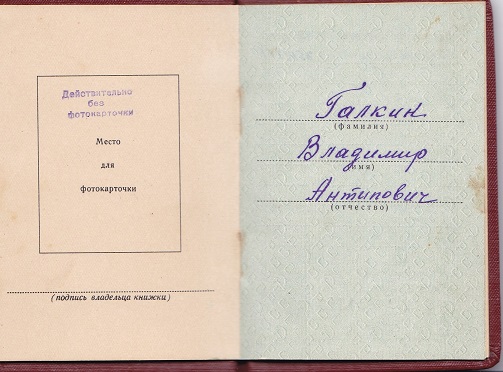 Действительно
без
фотокарточки
Место
для
фотокарточки
(подпись владельца книжки)
Галкин
(фамилия)
Владимир
(имя)
Антипович
(отчество)